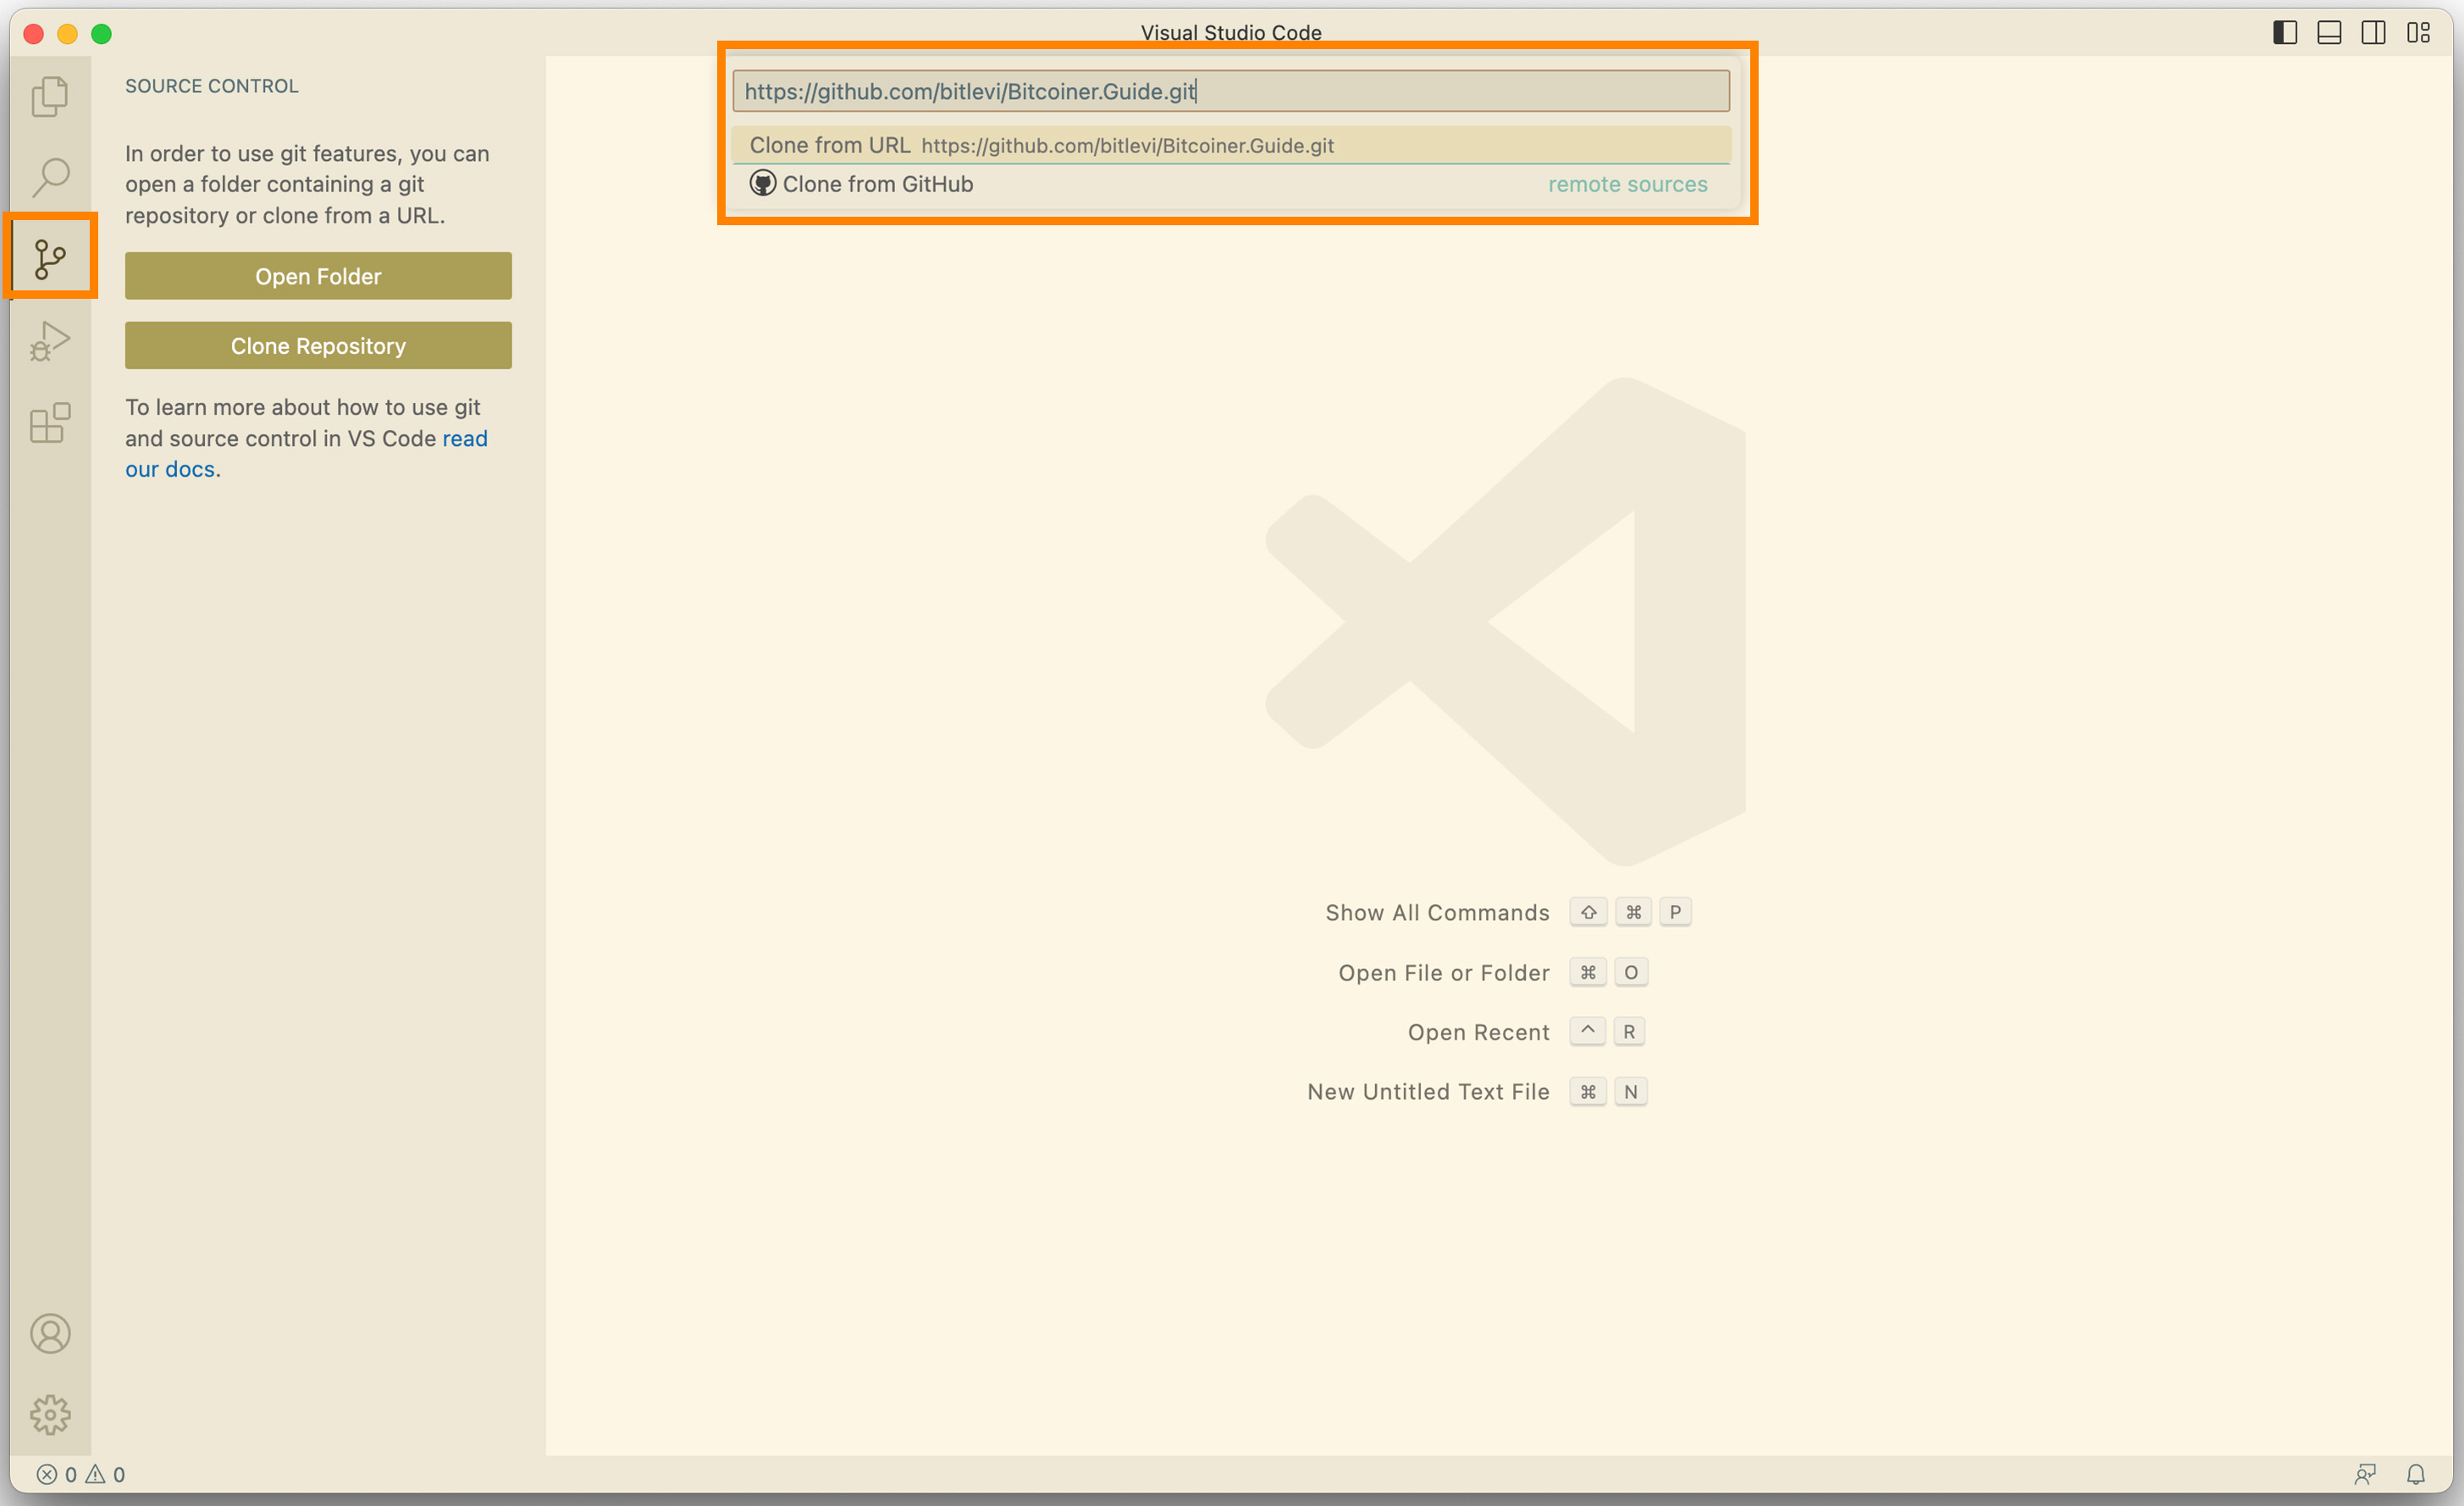 Visual Studio Code
SOURCE CONTROL
In order to use git features, you can
open a folder containing a git
repository or clone from a URL.
Open Folder
Clone Repository
To learn more about how to use git
and source control in VS Code read
our docs.
https://github.com/bitlevi/Bitcoiner.Guide.git
Clone from URL https://github.com/bitlevi/Bitcoiner.Guide.git
Clone from GitHub remote sources
Show All Commands ⇧ ⌘ P
Open File or Folder ⌘ O
Open Recent ^ R
New Untitled Text File ⌘ N
0 0